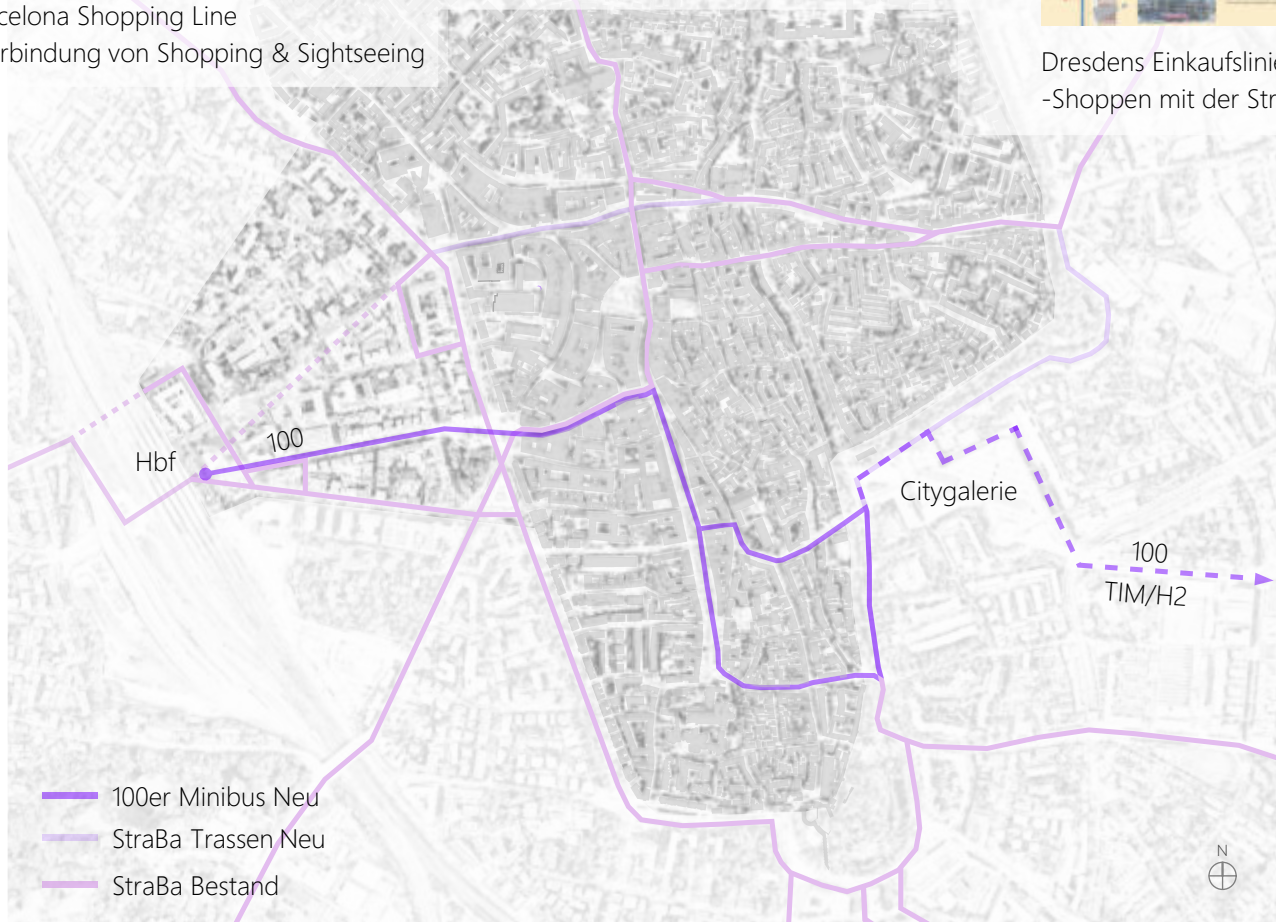 celona Shopping Line
rbindung von Shopping & Sightseeing
Dresdens Einkaufslinie
-Shoppen mit der Str
100
Hbf
Citygalerie
100
TIM/H2
100er Minibus Neu
StraBa Trassen Neu
StraBa Bestand
N